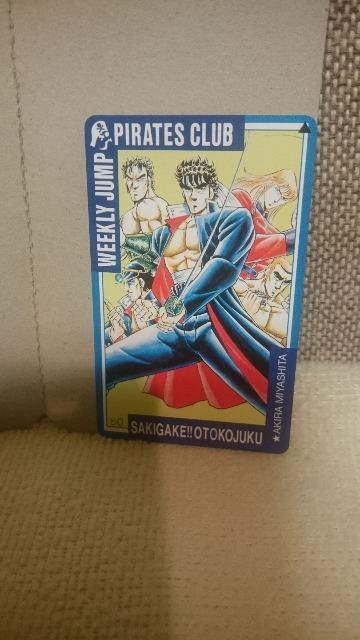 WEEKLY JUMP
PIRATES CLUB
50
SAKIGAKE!! OTOKOJUKU
★AKIRA MIYASHITA